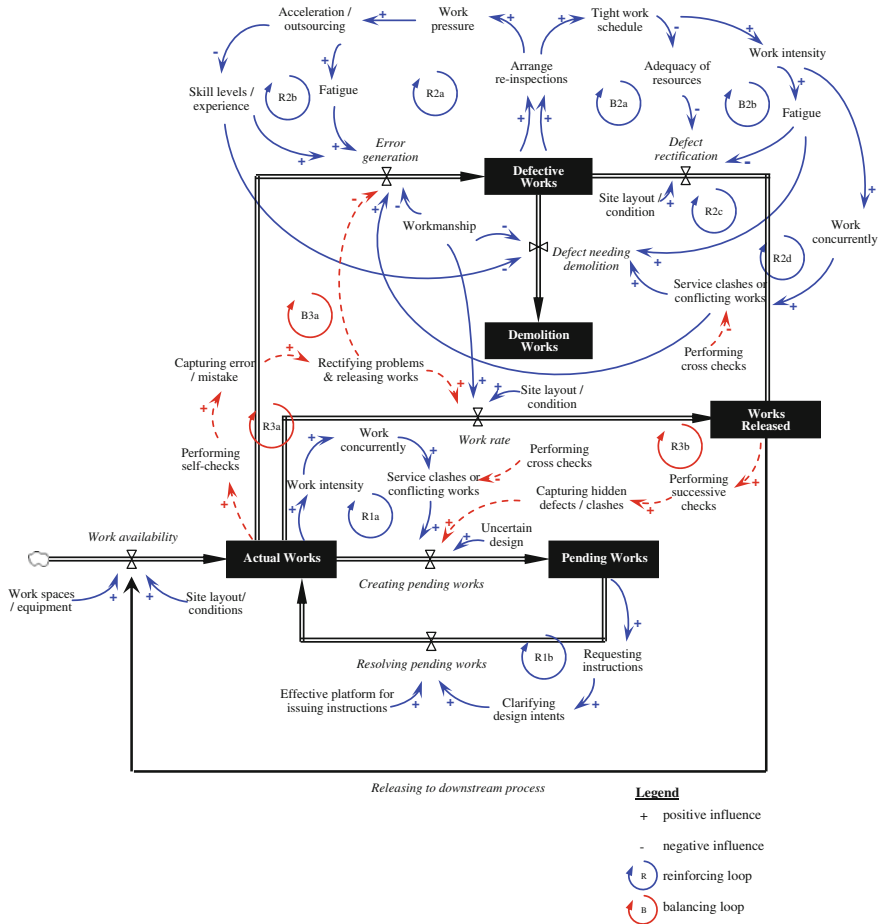 Acceleration /
outsourcing
Work
pressure
Tight work
schedule
Work intensity
Arrange
re-inspections
Adequacy of
resources
Skill levels /
experience
Fatigue
Fatigue
R2b
R2a
B2a
B2b
Error
generation
Defect
rectification
Defective
Works
Site layout /
condition
R2c
Workmanship
Work
concurrently
Defect needing
demolition
R2d
Service clashes or
conflicting works
B3a
Demolition
Works
Performing
cross checks
Capturing error
/ mistake
Rectifying problems
& releasing works
Site layout /
condition
Works
Released
R3a
Work
concurrently
Work rate
R3b
Performing
self-checks
Performing
cross checks
Work intensity
Service clashes or
conflicting works
Capturing hidden
defects / clashes
Performing
successive
checks
R1a
Uncertain
design
Work availability
Actual Works
Pending Works
Creating pending works
Work spaces
/ equipment
Site layout/
conditions
Resolving pending works
R1b
Requesting
instructions
Effective platform for
issuing instructions
Clarifying
design intents
Releasing to downstream process
Legend
+ positive influence
- negative influence
R reinforcing loop
B balancing loop